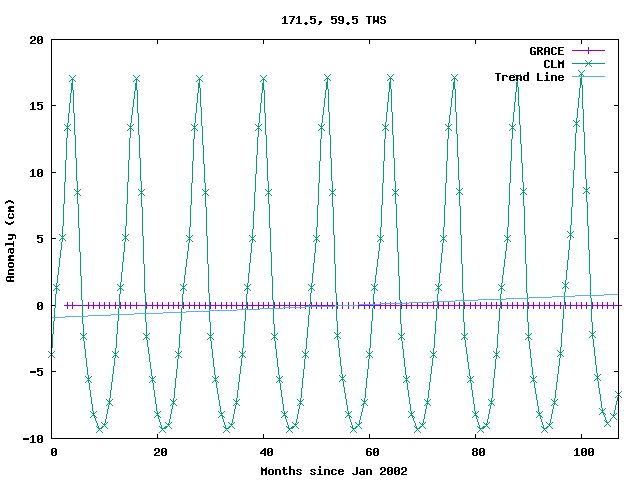 171.5, 59.5 TWS
20
15
10
5
0
-5
-10
Anomaly (cm)
GRACE
CLM
Trend Line
0 20 40 60 80 100
Months since Jan 2002